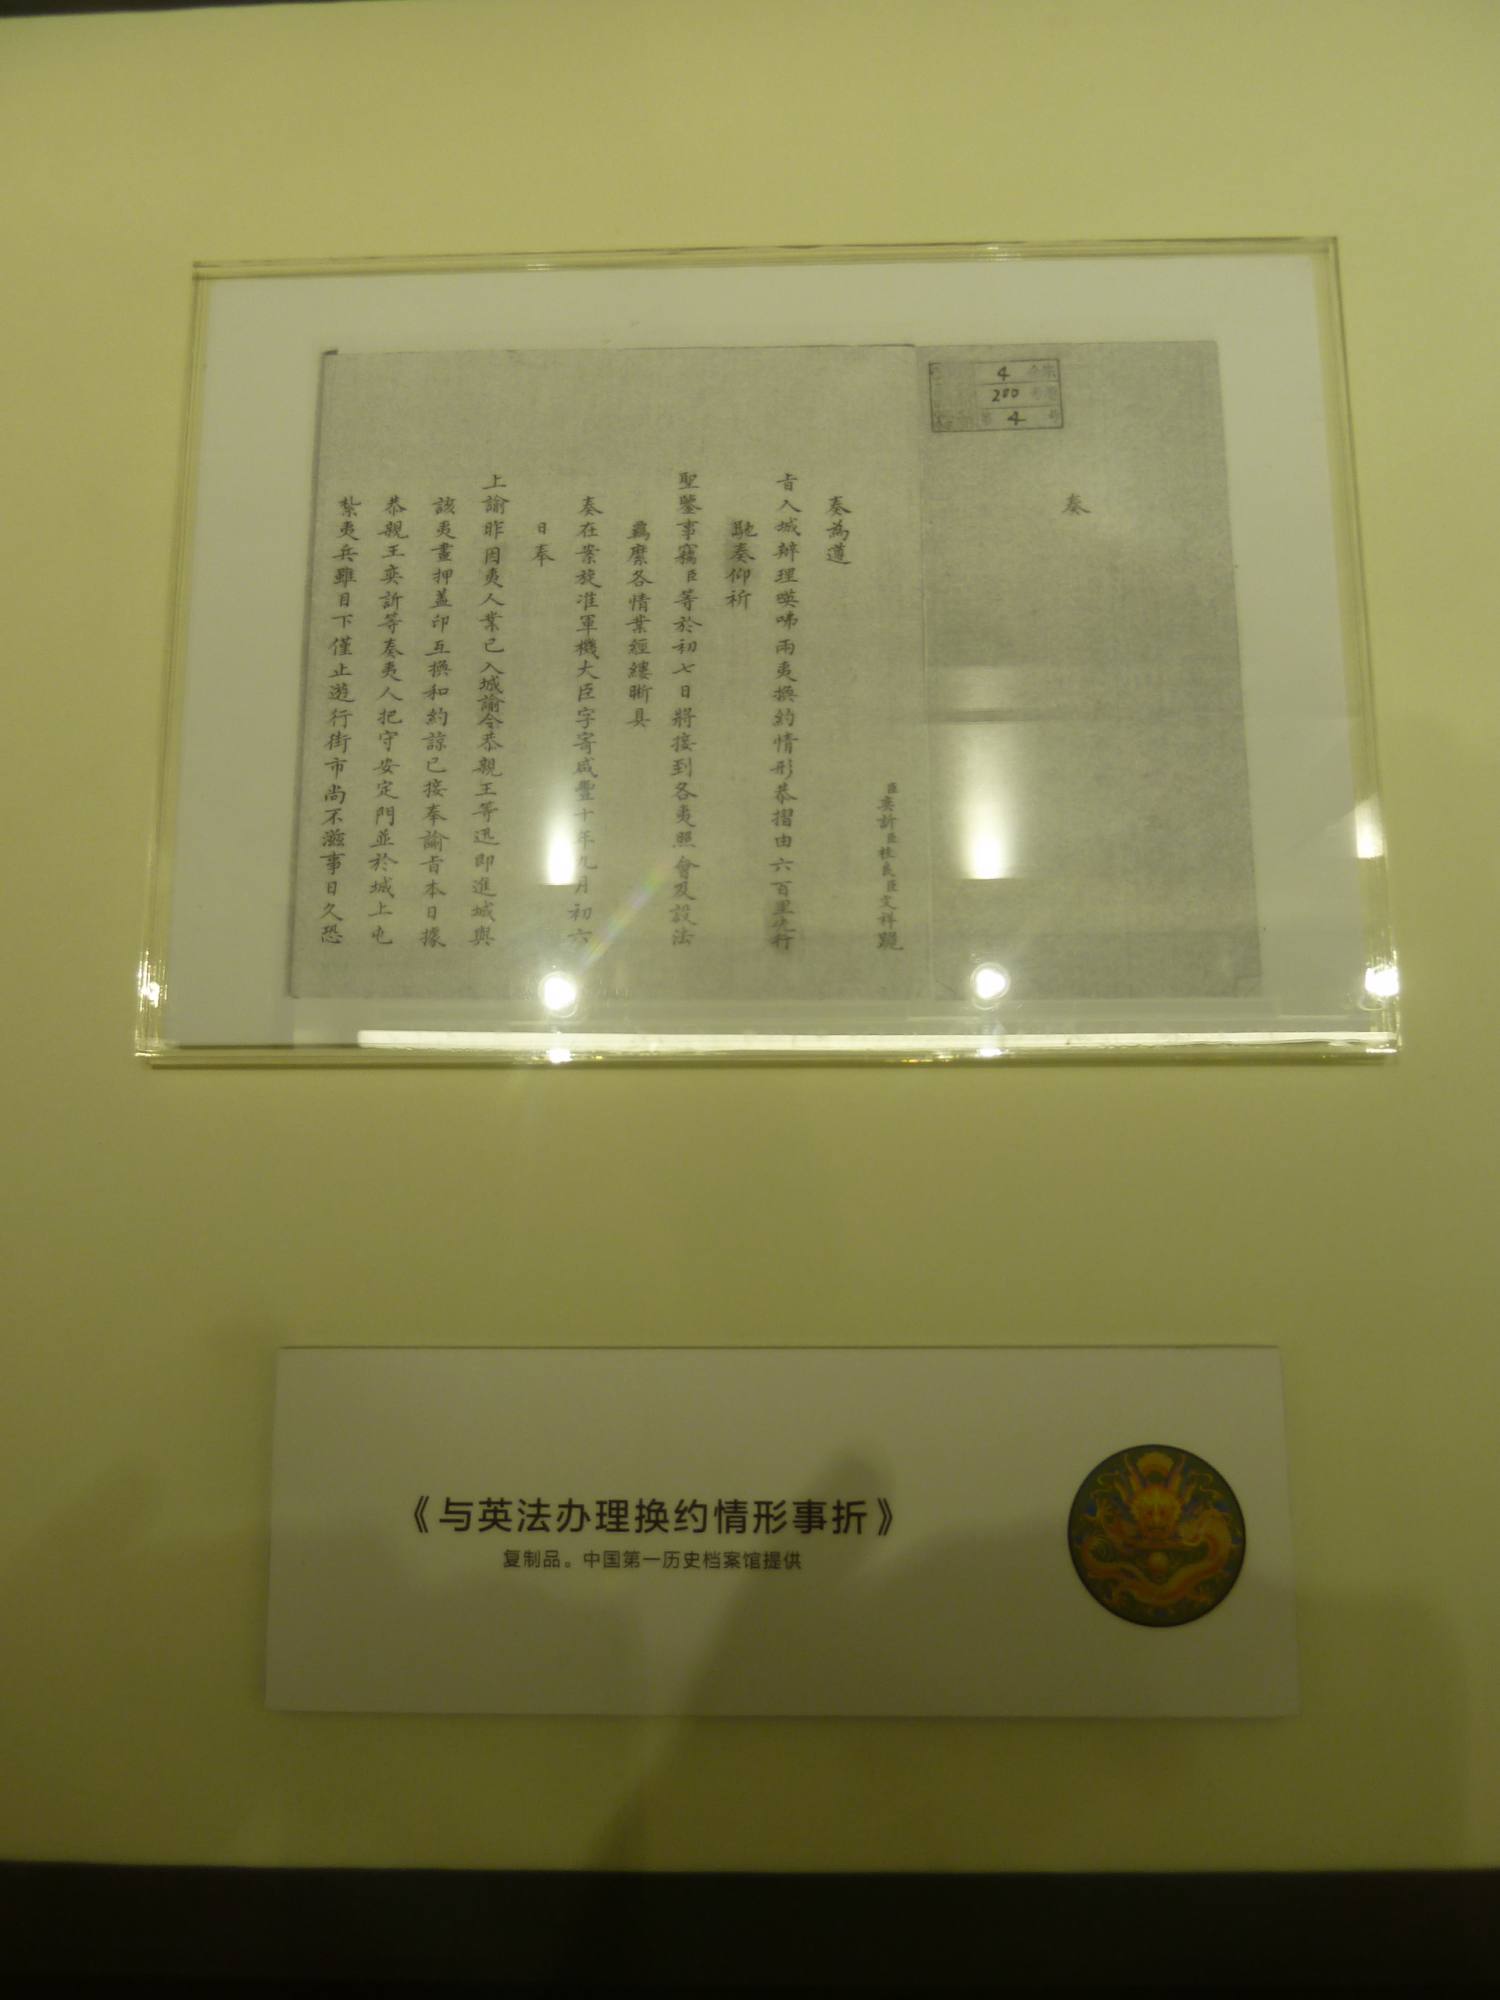 奏
4
200
4
臣奕訢臣桂良臣文祥跪
奏為遵
旨入城辦理暎咈兩夷換約情形恭摺由六百里先行
馳奏仰祈
聖鑒事竊臣等於初七日將接到各夷照會及設法
羈縻各情業經縷晰具
奏在案旋准軍機大臣字寄咸豐十年九月初六
日奉
上諭昨因夷人業已入城諭令恭親王等迅即進城與
該夷畫押蓋印互換和約諒已接奉諭旨本日據
恭親王奕訢等奏夷人把守安定門並於城上屯
紮夷兵雖目下僅止遊行街市尚不滋事日久恐
《与英法办理换约情形事折》
复制品。中国第一历史档案馆提供